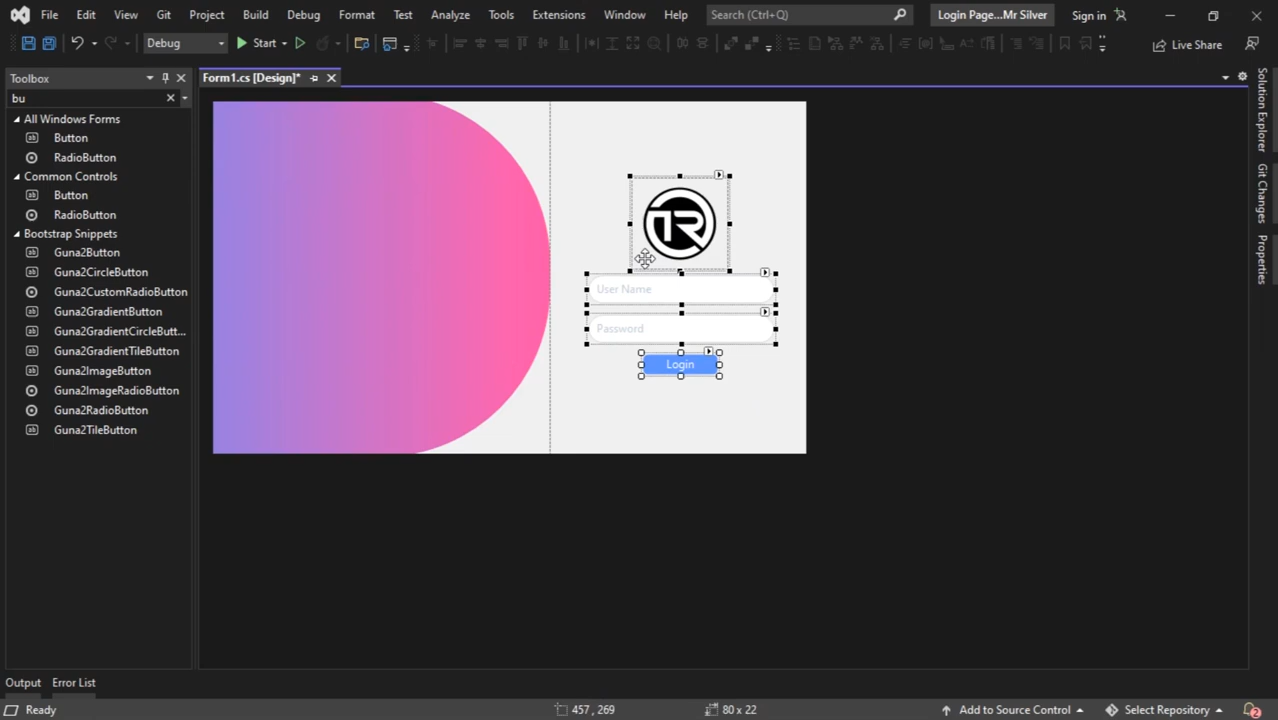 File Edit View Git Project Build Debug Format Test Analyze Tools Extensions Window Help Search (Ctrl+Q) Login Page...Mr Silver Sign in
Debug Start Live Share
Toolbox
Form1.cs [Design]*
bu
All Windows Forms
Button
RadioButton
Common Controls
Button
RadioButton
Bootstrap Snippets
Guna2Button
Guna2CircleButton
Guna2CustomRadioButton
Guna2GradientButton
Guna2GradientCircleButt...
Guna2GradientTileButton
Guna2ImageButton
Guna2ImageRadioButton
Guna2RadioButton
Guna2TileButton
TR
User Name
Password
Login
Solution Explorer
Git Changes
Properties
Output Error List
Ready 457 , 269 80 x 22 Add to Source Control Select Repository 2